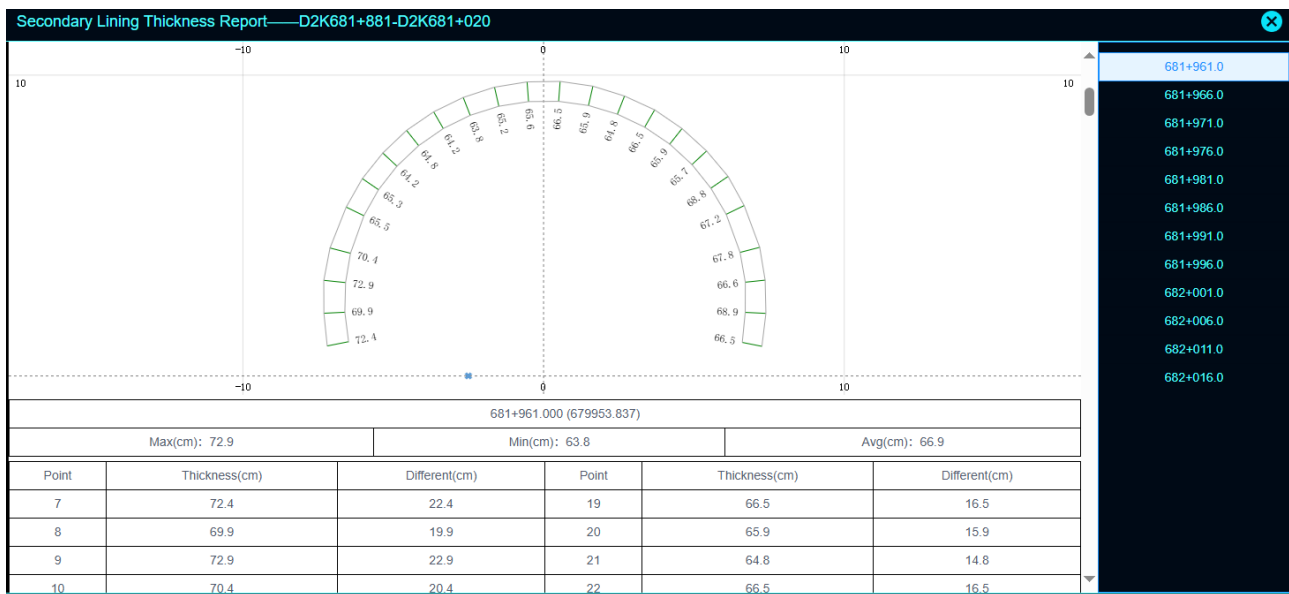 Secondary Lining Thickness Report——D2K681+881-D2K681+020
-10 0 10
10 10
65.2 65.6 66.5 65.9
63.8 64.8
64.2 66.5
64.8 65.9
64.2 65.7
65.3 68.8
65.5 67.2
70.4 67.8
72.9 66.6
69.9 68.9
72.4 66.5
-10 0 10
681+961.000 (679953.837)
Max(cm): 72.9 Min(cm): 63.8 Avg(cm): 66.9
Point Thickness(cm) Different(cm) Point Thickness(cm) Different(cm)
7 72.4 22.4 19 66.5 16.5
8 69.9 19.9 20 65.9 15.9
9 72.9 22.9 21 64.8 14.8
10 70.4 20.4 22 66.5 16.5
681+961.0
681+966.0
681+971.0
681+976.0
681+981.0
681+986.0
681+991.0
681+996.0
682+001.0
682+006.0
682+011.0
682+016.0